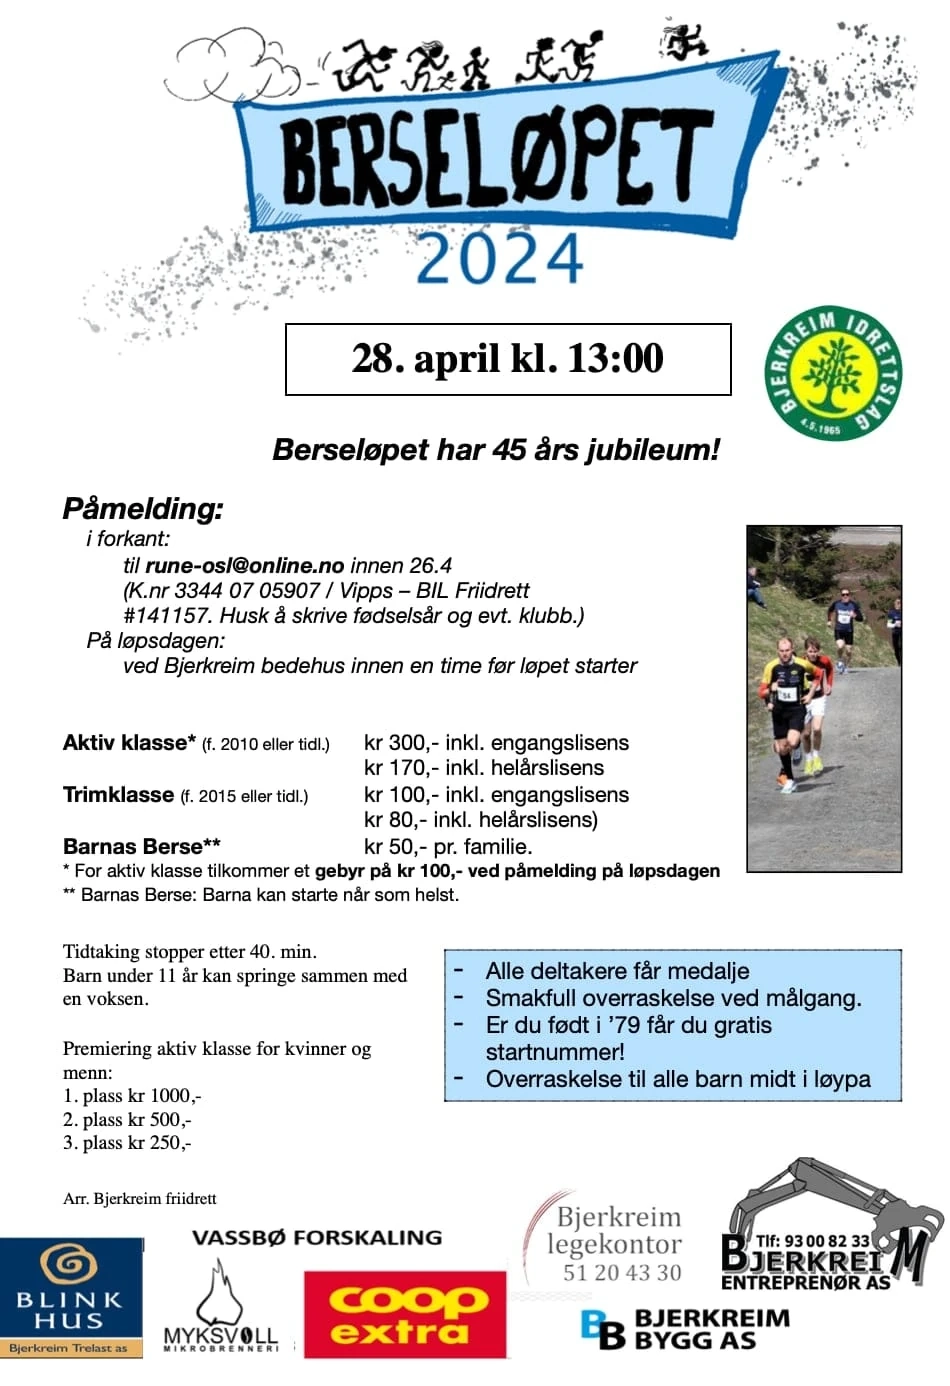 BERSELØPET
2024
28. april kl. 13:00
BJERKREIM IDRETTSLAG
4.5.1965
Berseløpet har 45 års jubileum!
Påmelding:
i forkant:
til rune-osl@online.no innen 26.4
(K.nr 3344 07 05907 / Vipps – BIL Friidrett
#141157. Husk å skrive fødselsår og evt. klubb.)
På løpsdagen:
ved Bjerkreim bedehus innen en time før løpet starter
54
Aktiv klasse* (f. 2010 eller tidl.) kr 300,- inkl. engangslisens
kr 170,- inkl. helårslisens
Trimklasse (f. 2015 eller tidl.) kr 100,- inkl. engangslisens
kr 80,- inkl. helårslisens)
Barnas Berse** kr 50,- pr. familie.
* For aktiv klasse tilkommer et gebyr på kr 100,- ved påmelding på løpsdagen
** Barnas Berse: Barna kan starte når som helst.
Tidtaking stopper etter 40. min.
Barn under 11 år kan springe sammen med
en voksen.
Premiering aktiv klasse for kvinner og
menn:
1. plass kr 1000,-
2. plass kr 500,-
3. plass kr 250,-
- Alle deltakere får medalje
- Smakfull overraskelse ved målgang.
- Er du født i ’79 får du gratis
startnummer!
- Overraskelse til alle barn midt i løypa
Arr. Bjerkreim friidrett
VASSBØ FORSKALING
Bjerkreim
legekontor
51 20 43 30
Tlf: 93 00 82 33
BJERKREIM
ENTREPRENØR AS
BLINK
HUS
Bjerkreim Trelast as
MYKSVOLL
MIKROBRENNERI
coop
extra
BB BJERKREIM
BYGG AS